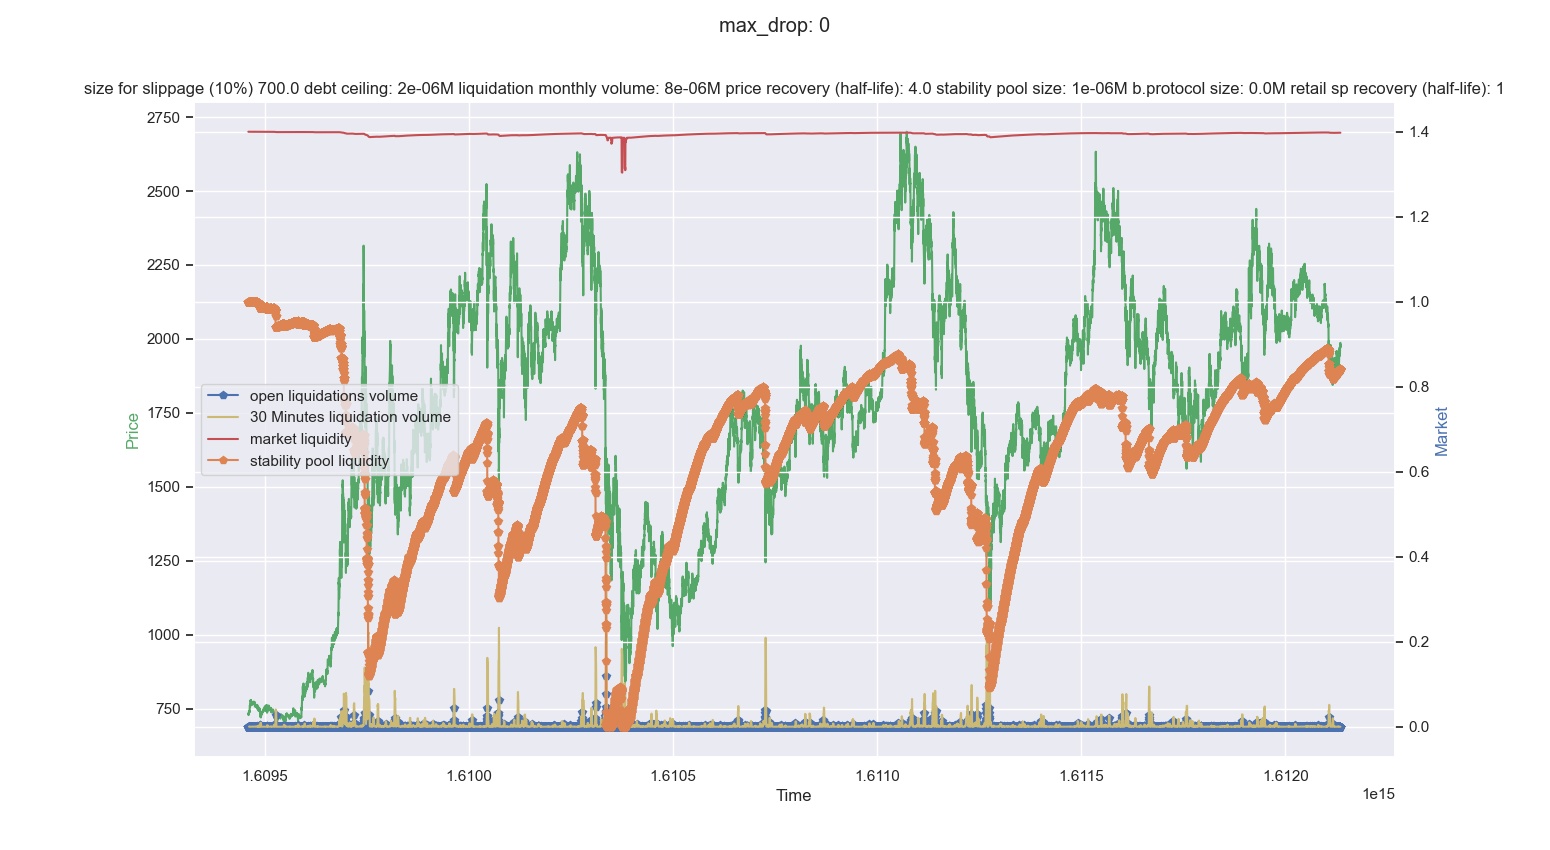 max_drop: 0
size for slippage (10%) 700.0 debt ceiling: 2e-06M liquidation monthly volume: 8e-06M price recovery (half-life): 4.0 stability pool size: 1e-06M b.protocol size: 0.0M retail sp recovery (half-life): 1
2750
2500
2250
2000
1750
1500
1250
1000
750
Price
open liquidations volume
30 Minutes liquidation volume
market liquidity
stability pool liquidity
1.4
1.2
1.0
0.8
0.6
0.4
0.2
0.0
Market
1.6095
1.6100
1.6105
1.6110
1.6115
1.6120
Time
1e15